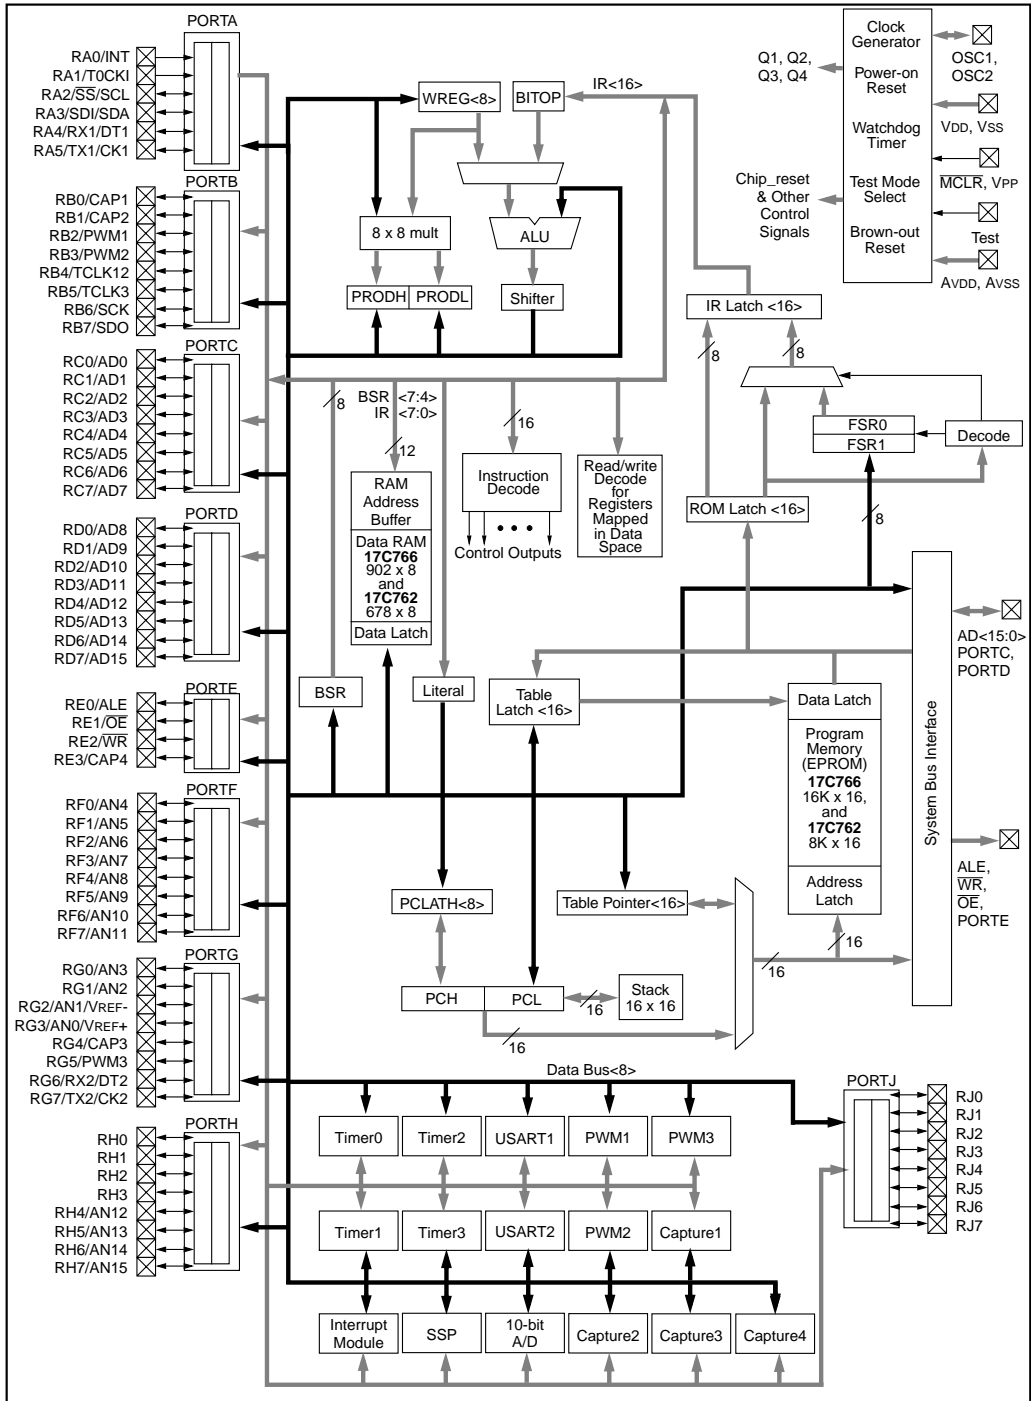 PORTA
RA0/INT
RA1/T0CKI
RA2/SS/SCL
RA3/SDI/SDA
RA4/RX1/DT1
RA5/TX1/CK1
PORTB
RB0/CAP1
RB1/CAP2
RB2/PWM1
RB3/PWM2
RB4/TCLK12
RB5/TCLK3
RB6/SCK
RB7/SDO
PORTC
RC0/AD0
RC1/AD1
RC2/AD2
RC3/AD3
RC4/AD4
RC5/AD5
RC6/AD6
RC7/AD7
PORTD
RD0/AD8
RD1/AD9
RD2/AD10
RD3/AD11
RD4/AD12
RD5/AD13
RD6/AD14
RD7/AD15
PORTE
RE0/ALE
RE1/OE
RE2/WR
RE3/CAP4
PORTF
RF0/AN4
RF1/AN5
RF2/AN6
RF3/AN7
RF4/AN8
RF5/AN9
RF6/AN10
RF7/AN11
PORTG
RG0/AN3
RG1/AN2
RG2/AN1/VREF-
RG3/AN0/VREF+
RG4/CAP3
RG5/PWM3
RG6/RX2/DT2
RG7/TX2/CK2
PORTH
RH0
RH1
RH2
RH3
RH4/AN12
RH5/AN13
RH6/AN14
RH7/AN15
WREG<8>
BITOP
IR<16>
8 x 8 mult
ALU
PRODH
PRODL
Shifter
Q1, Q2,
Q3, Q4
Chip_reset
& Other
Control
Signals
Clock
Generator
Power-on
Reset
Watchdog
Timer
Test Mode
Select
Brown-out
Reset
OSC1,
OSC2
VDD, VSS
MCLR, VPP
Test
AVDD, AVSS
IR Latch <16>
8
8
FSR0
FSR1
Decode
ROM Latch <16>
8
8
BSR <7:4>
IR <7:0>
12
16
RAM
Address
Buffer
Data RAM
17C766
902 x 8
and
17C762
678 x 8
Data Latch
Instruction
Decode
Control Outputs
Read/write
Decode
for
Registers
Mapped
in Data
Space
BSR
Literal
Table
Latch <16>
Data Latch
Program
Memory
(EPROM)
17C766
16K x 16,
and
17C762
8K x 16
Address
Latch
16
System Bus Interface
AD<15:0>
PORTC,
PORTD
ALE,
WR,
OE,
PORTE
PCLATH<8>
Table Pointer<16>
16
PCH
PCL
16
Stack
16 x 16
16
Data Bus<8>
Timer0
Timer2
USART1
PWM1
PWM3
Timer1
Timer3
USART2
PWM2
Capture1
Interrupt
Module
SSP
10-bit
A/D
Capture2
Capture3
Capture4
PORTJ
RJ0
RJ1
RJ2
RJ3
RJ4
RJ5
RJ6
RJ7